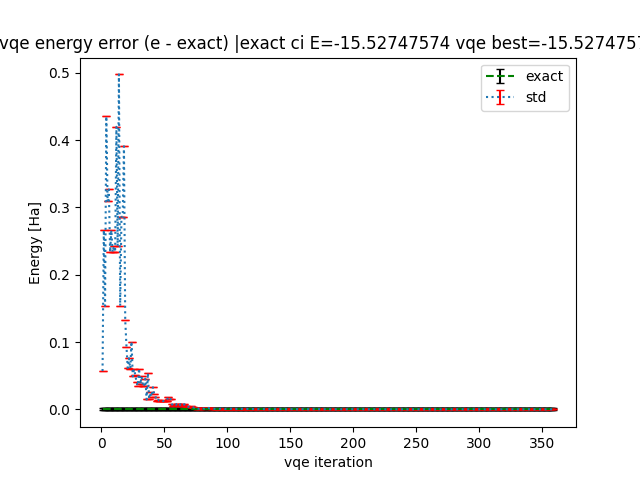 vqe energy error (e - exact) |exact ci E=-15.52747574 vqe best=-15.5274757
exact
std
Energy [Ha]
0.5
0.4
0.3
0.2
0.1
0.0
0 50 100 150 200 250 300 350
vqe iteration